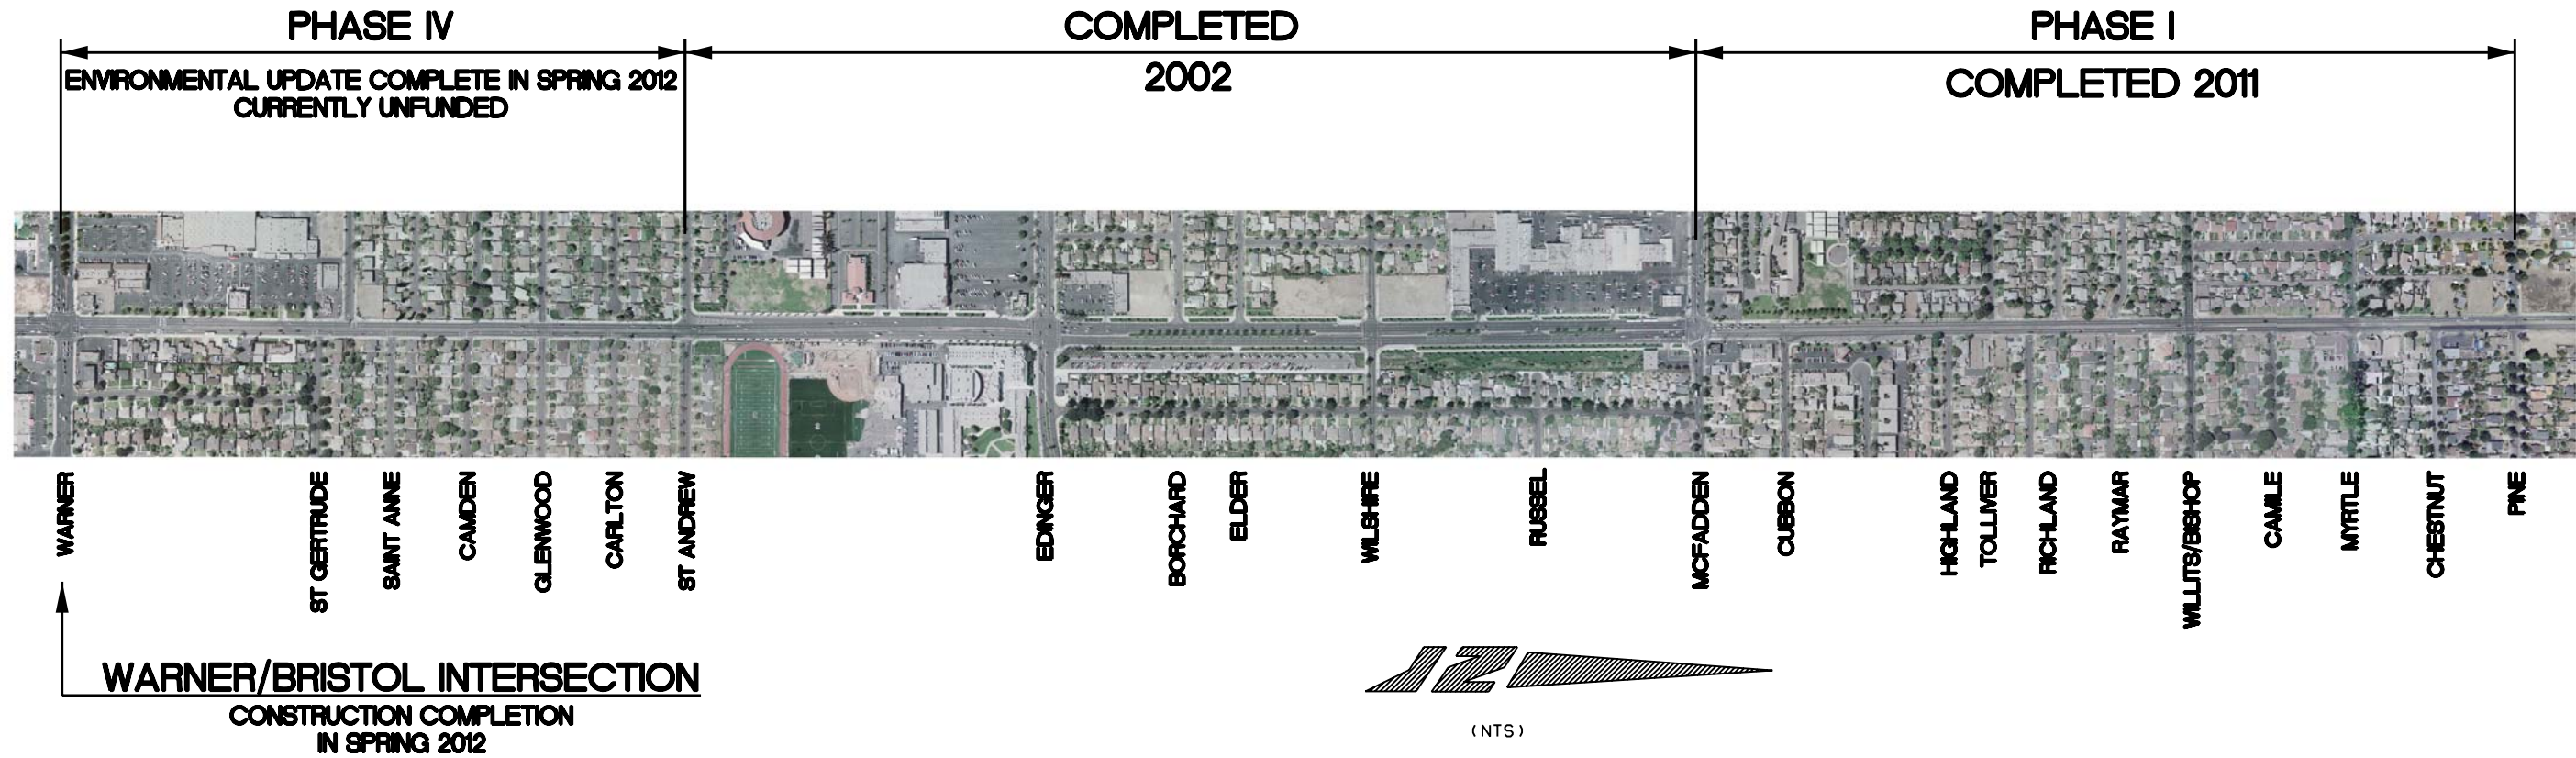 PHASE IV
ENVIRONMENTAL UPDATE COMPLETE IN SPRING 2012
CURRENTLY UNFUNDED
COMPLETED
2002
PHASE I
COMPLETED 2011
WARNER
ST GERTRUDE
SAINT ANNE
CAMDEN
GLENWOOD
CARLTON
ST ANDREW
EDINGER
BORCHARD
ELDER
WILSHIRE
RUSSEL
MCFADDEN
CUBBON
HIGHLAND
TOLLIVER
RICHLAND
RAYMAR
WILLITS/BISHOP
CAMILE
MYRTLE
CHESTNUT
PINE
WARNER/BRISTOL INTERSECTION
CONSTRUCTION COMPLETION
IN SPRING 2012
N
(NTS)